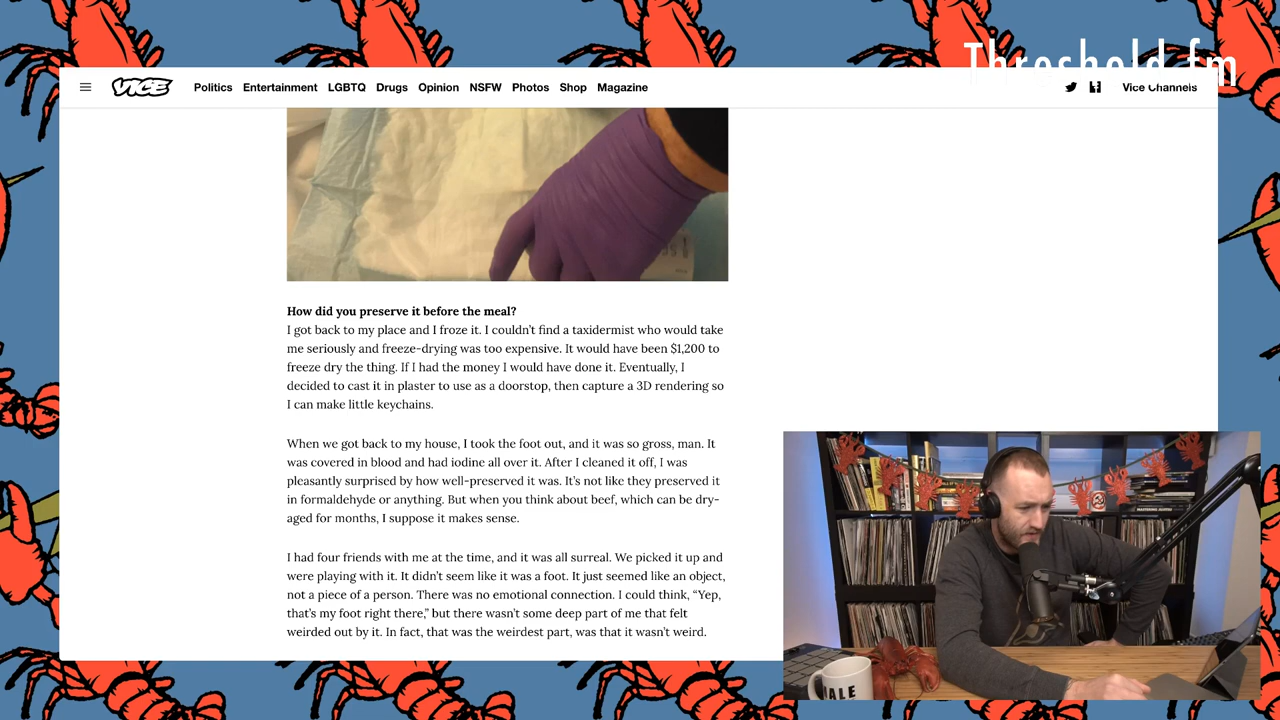 Threshold.fm
VICE Politics Entertainment LGBTQ Drugs Opinion NSFW Photos Shop Magazine Vice Channels
How did you preserve it before the meal?
I got back to my place and I froze it. I couldn't find a taxidermist who would take
me seriously and freeze-drying was too expensive. It would have been $1,200 to
freeze dry the thing. If I had the money I would have done it. Eventually, I
decided to cast it in plaster to use as a doorstop, then capture a 3D rendering so
I can make little keychains.
When we got back to my house, I took the foot out, and it was so gross, man. It
was covered in blood and had iodine all over it. After I cleaned it off, I was
pleasantly surprised by how well-preserved it was. It's not like they preserved it
in formaldehyde or anything. But when you think about beef, which can be dry-
aged for months, I suppose it makes sense.
I had four friends with me at the time, and it was all surreal. We picked it up and
were playing with it. It didn't seem like it was a foot. It just seemed like an object,
not a piece of a person. There was no emotional connection. I could think, “Yep,
that's my foot right there,” but there wasn't some deep part of me that felt
weirded out by it. In fact, that was the weirdest part, was that it wasn't weird.
ALE